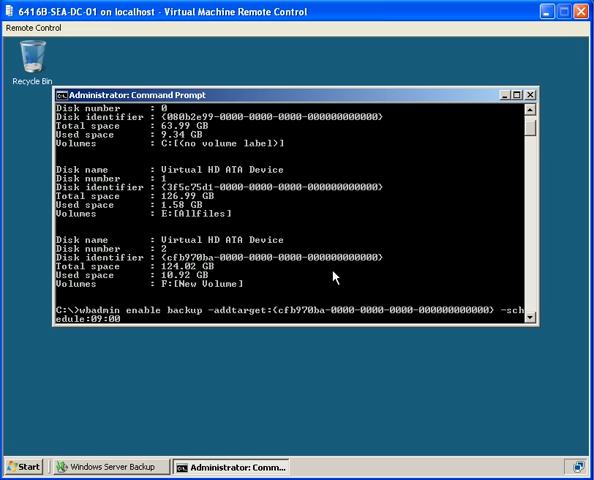 6416B-SEA-DC-01 on localhost - Virtual Machine Remote Control
Remote Control
Recycle Bin
Administrator: Command Prompt
Disk number : 0
Disk identifier : {080b2e99-0000-0000-0000-000000000000}
Total space : 63.99 GB
Used space : 9.34 GB
Volumes : C:[(no volume label)]
Disk name : Virtual HD ATA Device
Disk number : 1
Disk identifier : {3f5c75d1-0000-0000-0000-000000000000}
Total space : 126.99 GB
Used space : 1.58 GB
Volumes : E:[Allfiles]
Disk name : Virtual HD ATA Device
Disk number : 2
Disk identifier : {cfb970ba-0000-0000-0000-000000000000}
Total space : 124.02 GB
Used space : 10.92 GB
Volumes : F:[New Volume]
C:\>wbadmin enable backup -addtarget:{cfb970ba-0000-0000-0000-000000000000} -sch
edule:09:00
Start
Windows Server Backup
Administrator: Comm...